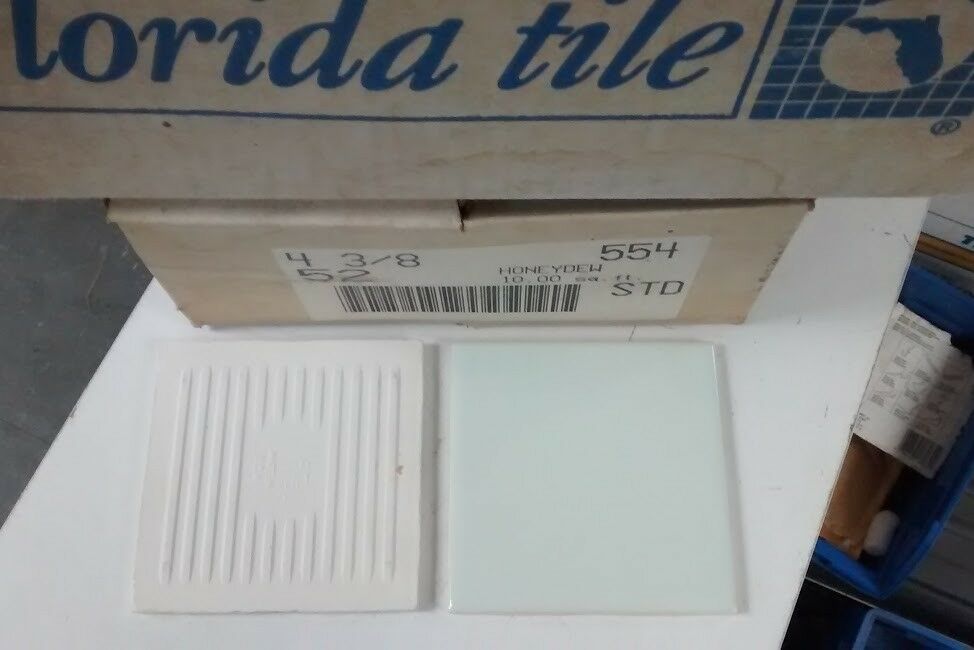 lorida tile
®
4 3/8 554
52 HONEYDEW
10.00 sq. ft. STD